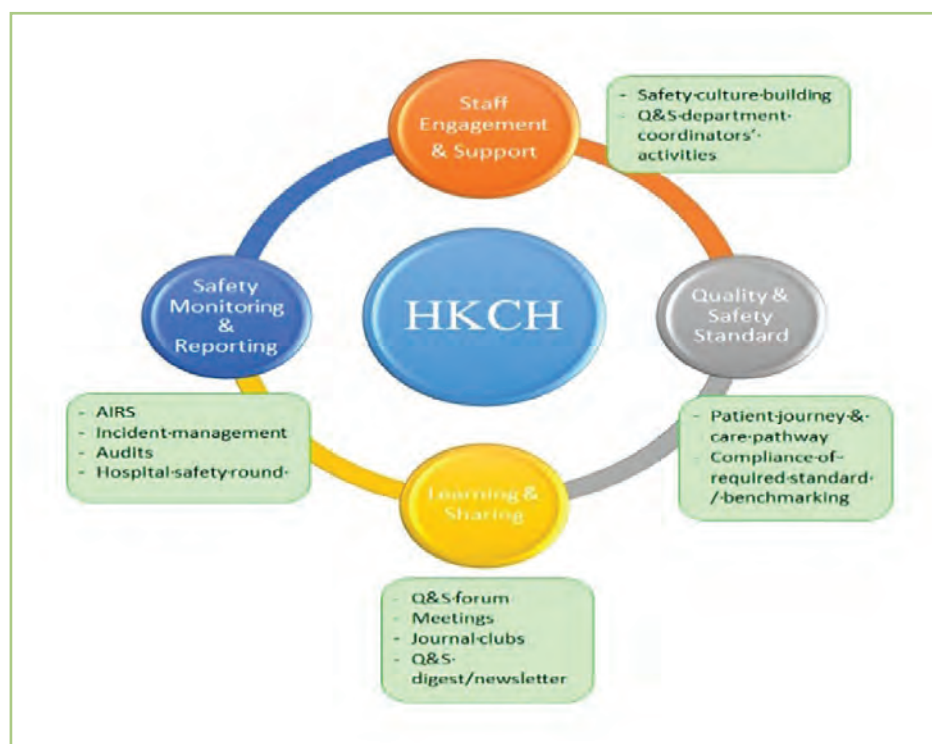 Staff
Engagement
& Support
- Safety·culture·building
- Q&S·department·
coordinators'·
activities
Safety
Monitoring
&
Reporting
HKCH
Quality &
Safety
Standard
- AIRS
- Incident·management
- Audits
- Hospital·safety·round·
- Patient·journey·&·
care·pathway
- Compliance·of·
required·standard·
/·benchmarking
Learning &
Sharing
- Q&S·forum
- Meetings
- Journal·clubs
- Q&S·
digest/newsletter